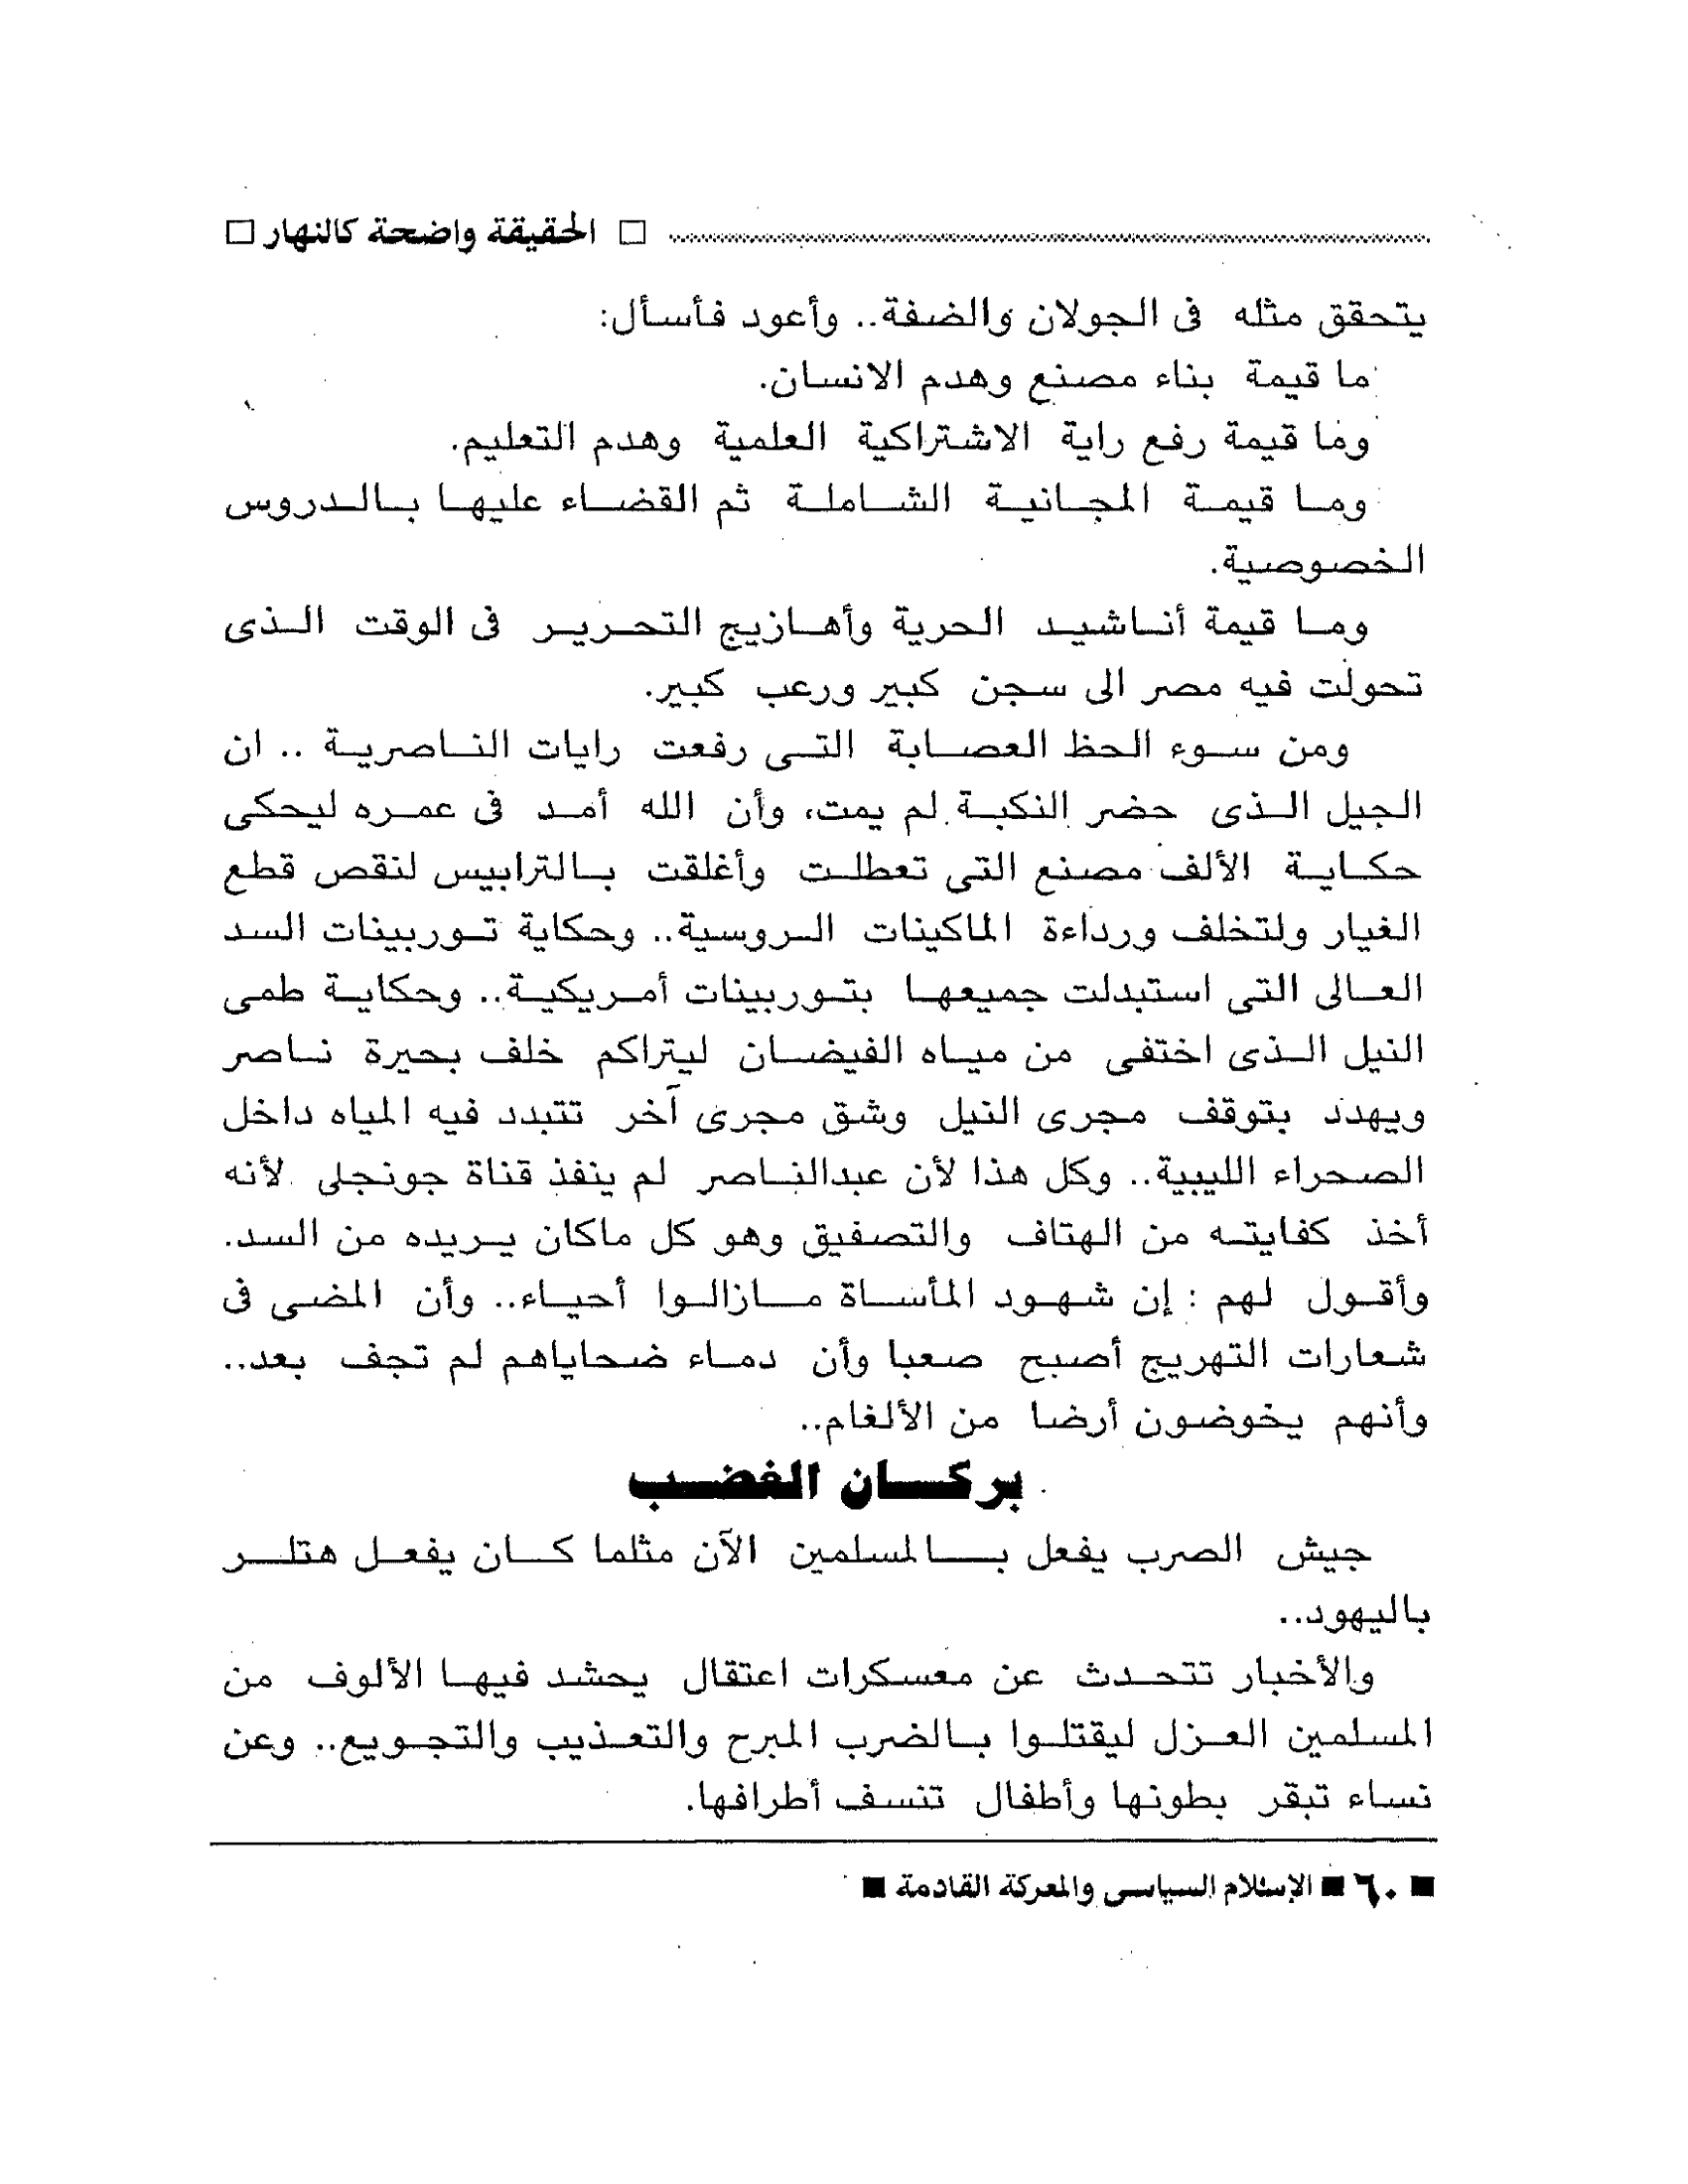 □ الحقيقة واضحة كالنهار □
يتحقق مثله فى الجولان والضفة.. وأعود فأسأل:
ما قيمة بناء مصنع وهدم الانسان.
وما قيمة رفع راية الاشتراكية العلمية وهدم التعليم.
وما قيمة المجانية الشاملة ثم القضاء عليها بالدروس
الخصوصية.
وما قيمة أناشيد الحرية وأهازيج التحرير فى الوقت الذى
تحولت فيه مصر الى سجن كبير ورعب كبير.
ومن سوء الحظ العصابة التى رفعت رايات الناصرية .. ان
الجيل الذى حضر النكبة لم يمت، وأن الله أمد فى عمره ليحكى
حكاية الألف مصنع التى تعطلت وأغلقت بالترابيس لنقص قطع
الغيار ولتخلف ورداءة الماكينات الروسية.. وحكاية توربينات السد
العالى التى استبدلت جميعها بتوربينات أمريكية.. وحكاية طمى
النيل الذى اختفى من مياه الفيضان ليتراكم خلف بحيرة ناصر
ويهدد بتوقف مجرى النيل وشق مجرى آخر تتبدد فيه المياه داخل
الصحراء الليبية.. وكل هذا لأن عبدالناصر لم ينفذ قناة جونجلى لأنه
أخذ كفايته من الهتاف والتصفيق وهو كل ماكان يريده من السد.
وأقول لهم : إن شهود المأساة مازالوا أحياء.. وأن المضى فى
شعارات التهريج أصبح صعبا وأن دماء ضحاياهم لم تجف بعد..
وأنهم يخوضون أرضا من الألغام..
بركان الغضب
جيش الصرب يفعل بالمسلمين الآن مثلما كان يفعل هتلر
باليهود..
والأخبار تتحدث عن معسكرات اعتقال يحشد فيها الألوف من
المسلمين العزل ليقتلوا بالضرب المبرح والتعذيب والتجويع.. وعن
نساء تبقر بطونها وأطفال تنسف أطرافها.
■ ٦٠ ■ الإسلام السياسى والمعركة القادمة ■